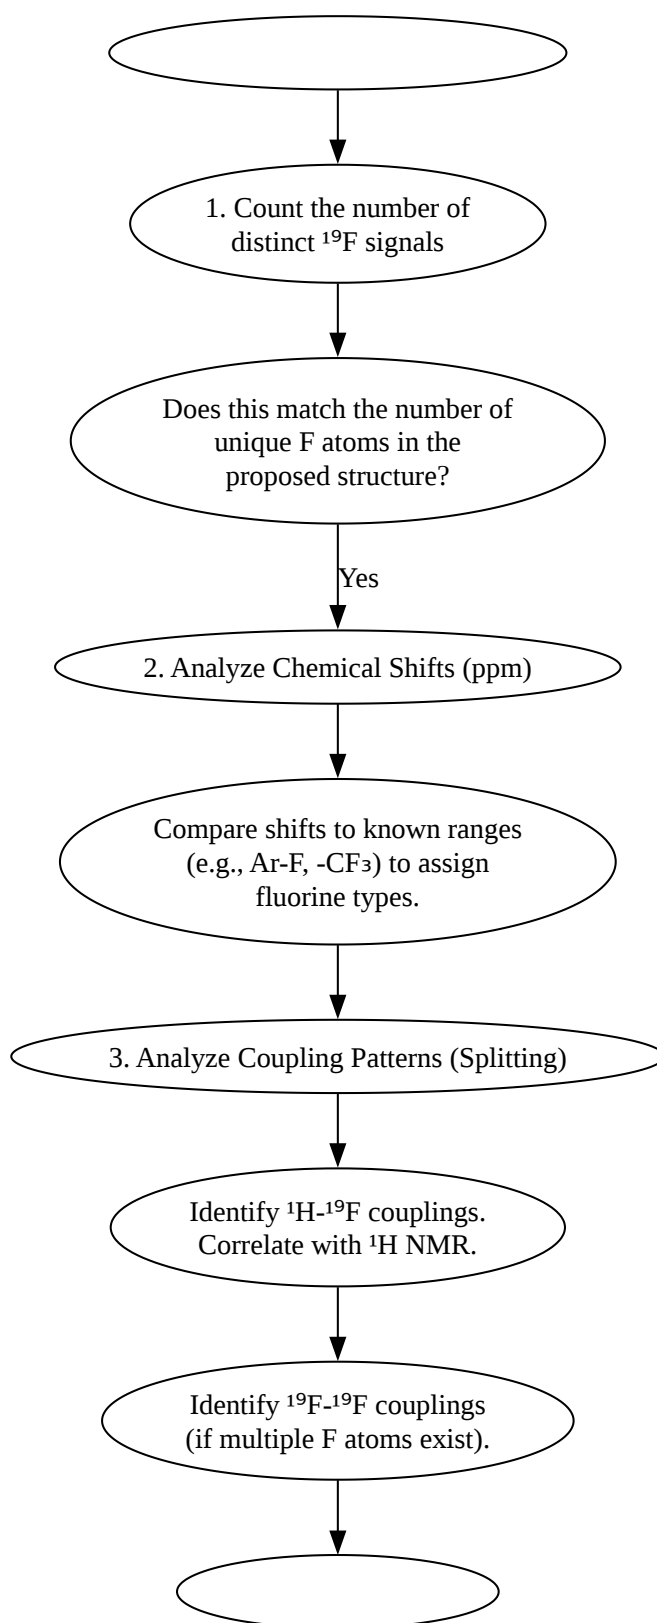 1. Count the number of
distinct ¹⁹F signals
Does this match the number of
unique F atoms in the
proposed structure?
Yes
2. Analyze Chemical Shifts (ppm)
Compare shifts to known ranges
(e.g., Ar-F, -CF₃) to assign
fluorine types.
3. Analyze Coupling Patterns (Splitting)
Identify ¹H-¹⁹F couplings.
Correlate with ¹H NMR.
Identify ¹⁹F-¹⁹F couplings
(if multiple F atoms exist).